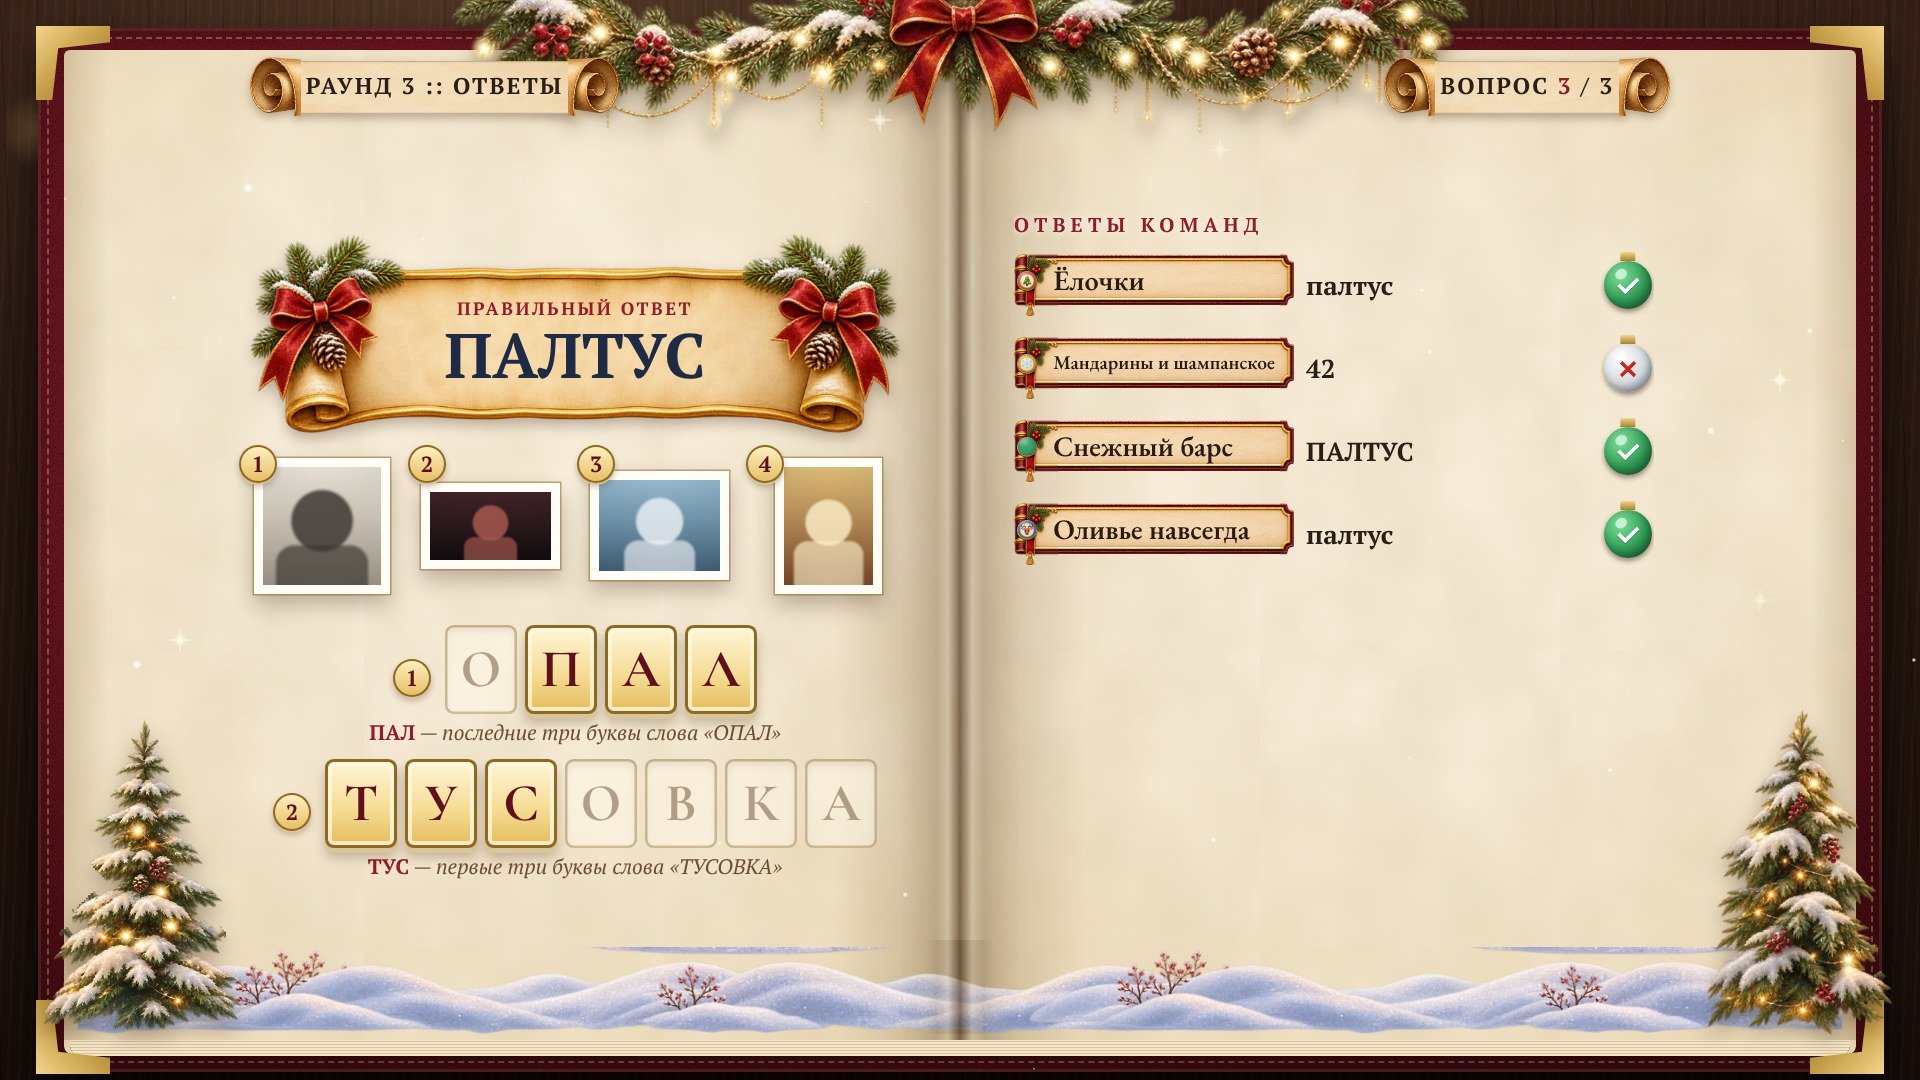 РАУНД 3 :: ОТВЕТЫ
ВОПРОС 3 / 3
ПРАВИЛЬНЫЙ ОТВЕТ
ПАЛТУС
1
2
3
4
1
О П А Л
ПАЛ — последние три буквы слова «ОПАЛ»
2
Т У С О В К А
ТУС — первые три буквы слова «ТУСОВКА»
ОТВЕТЫ КОМАНД
Ёлочки палтус
Мандарины и шампанское 42
Снежный барс ПАЛТУС
Оливье навсегда палтус